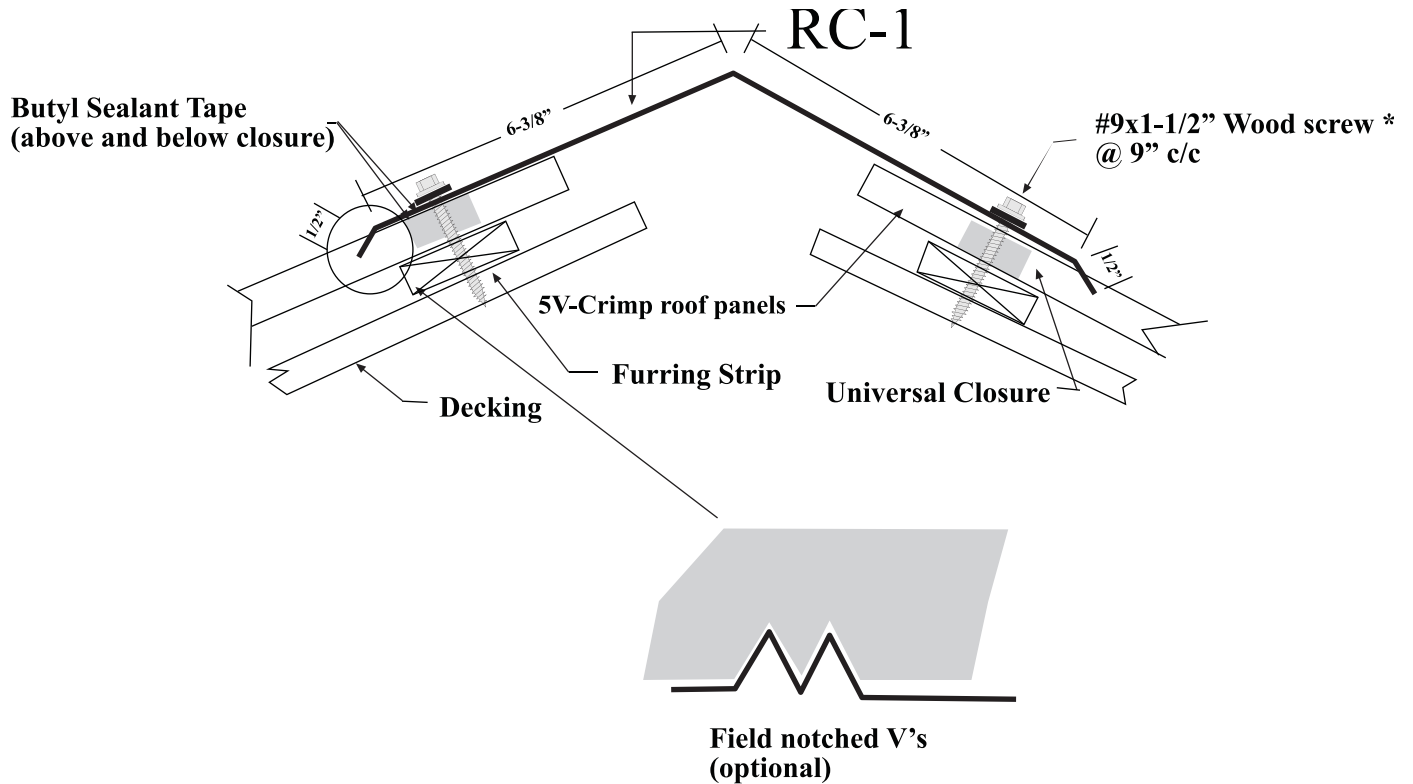 RC-1
Butyl Sealant Tape
(above and below closure)
6-3/8”
6-3/8”
#9x1-1/2” Wood screw *
@ 9” c/c
1/2”
1/2”
5V-Crimp roof panels
Furring Strip
Universal Closure
Decking
Field notched V’s
(optional)